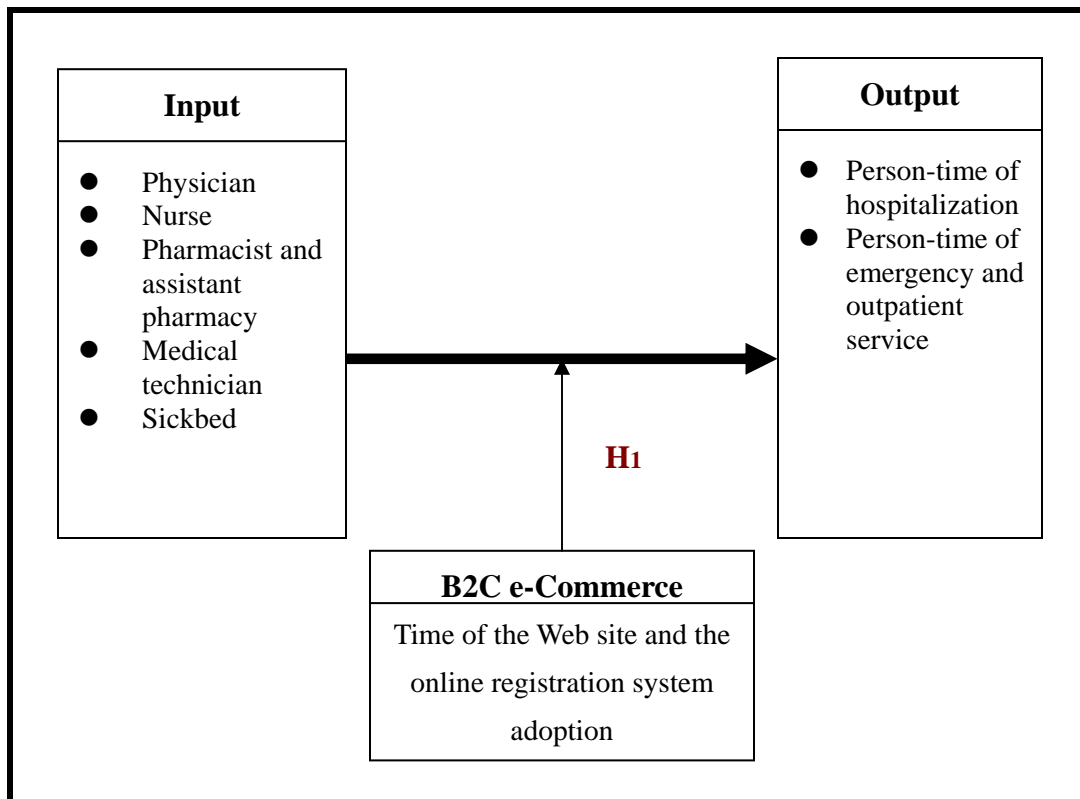 Input
● Physician
● Nurse
● Pharmacist and
assistant
pharmacy
● Medical
technician
● Sickbed
Output
● Person-time of
hospitalization
● Person-time of
emergency and
outpatient
service
H1
B2C e-Commerce
Time of the Web site and the
online registration system
adoption